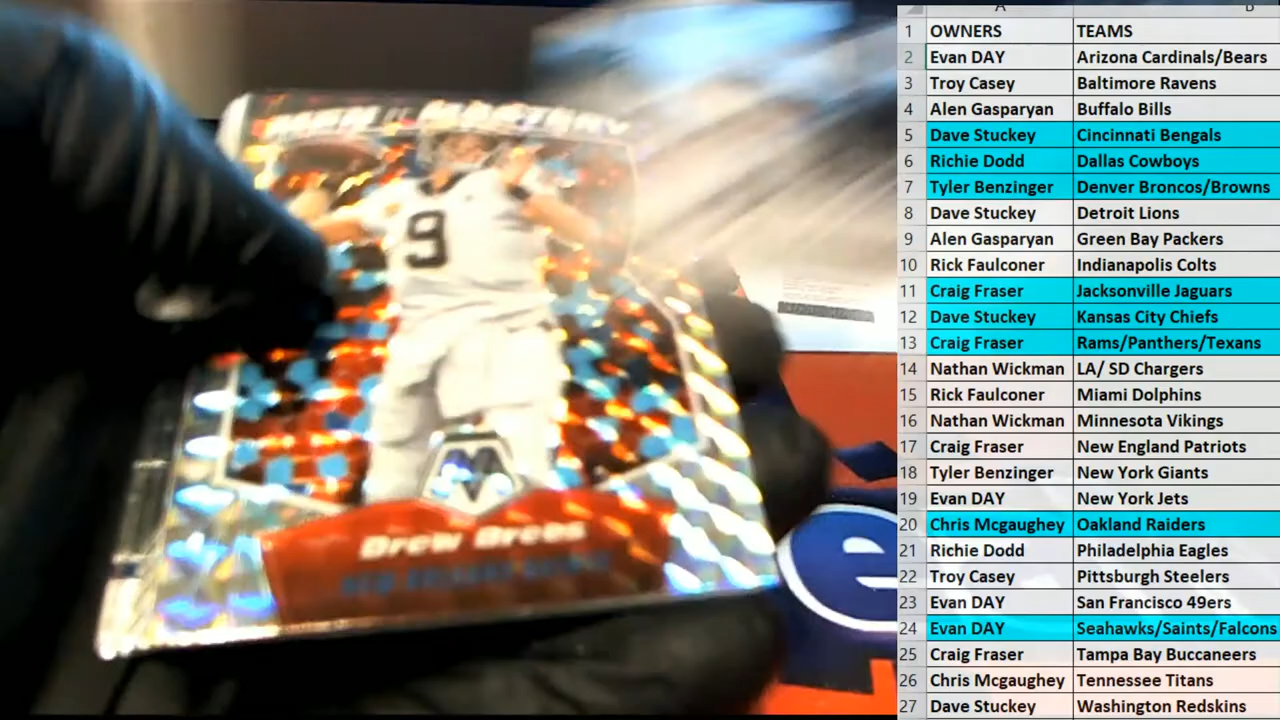 MEN OF MASTERY
9
M
Drew Brees
NEW ORLEANS SAINTS
e
A B
1 OWNERS TEAMS
2 Evan DAY Arizona Cardinals/Bears
3 Troy Casey Baltimore Ravens
4 Alen Gasparyan Buffalo Bills
5 Dave Stuckey Cincinnati Bengals
6 Richie Dodd Dallas Cowboys
7 Tyler Benzinger Denver Broncos/Browns
8 Dave Stuckey Detroit Lions
9 Alen Gasparyan Green Bay Packers
10 Rick Faulconer Indianapolis Colts
11 Craig Fraser Jacksonville Jaguars
12 Dave Stuckey Kansas City Chiefs
13 Craig Fraser Rams/Panthers/Texans
14 Nathan Wickman LA/ SD Chargers
15 Rick Faulconer Miami Dolphins
16 Nathan Wickman Minnesota Vikings
17 Craig Fraser New England Patriots
18 Tyler Benzinger New York Giants
19 Evan DAY New York Jets
20 Chris Mcgaughey Oakland Raiders
21 Richie Dodd Philadelphia Eagles
22 Troy Casey Pittsburgh Steelers
23 Evan DAY San Francisco 49ers
24 Evan DAY Seahawks/Saints/Falcons
25 Craig Fraser Tampa Bay Buccaneers
26 Chris Mcgaughey Tennessee Titans
27 Dave Stuckey Washington Redskins